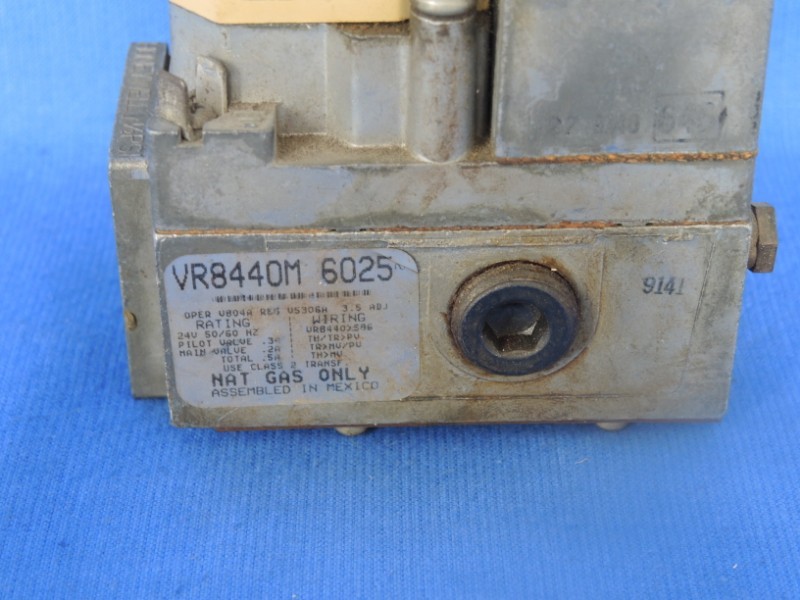 VR8440M 6025
OPER V804A REG V5306A 3.5 ADJ
RATING
24V 50/60 HZ
PILOT VALVE .3A
MAIN VALVE .2A
TOTAL .5A
WIRING
TH/TR>PV
TR>MV/PV
TH>MV
USE CLASS 2 TRANSF.
NAT GAS ONLY
ASSEMBLED IN MEXICO
9141